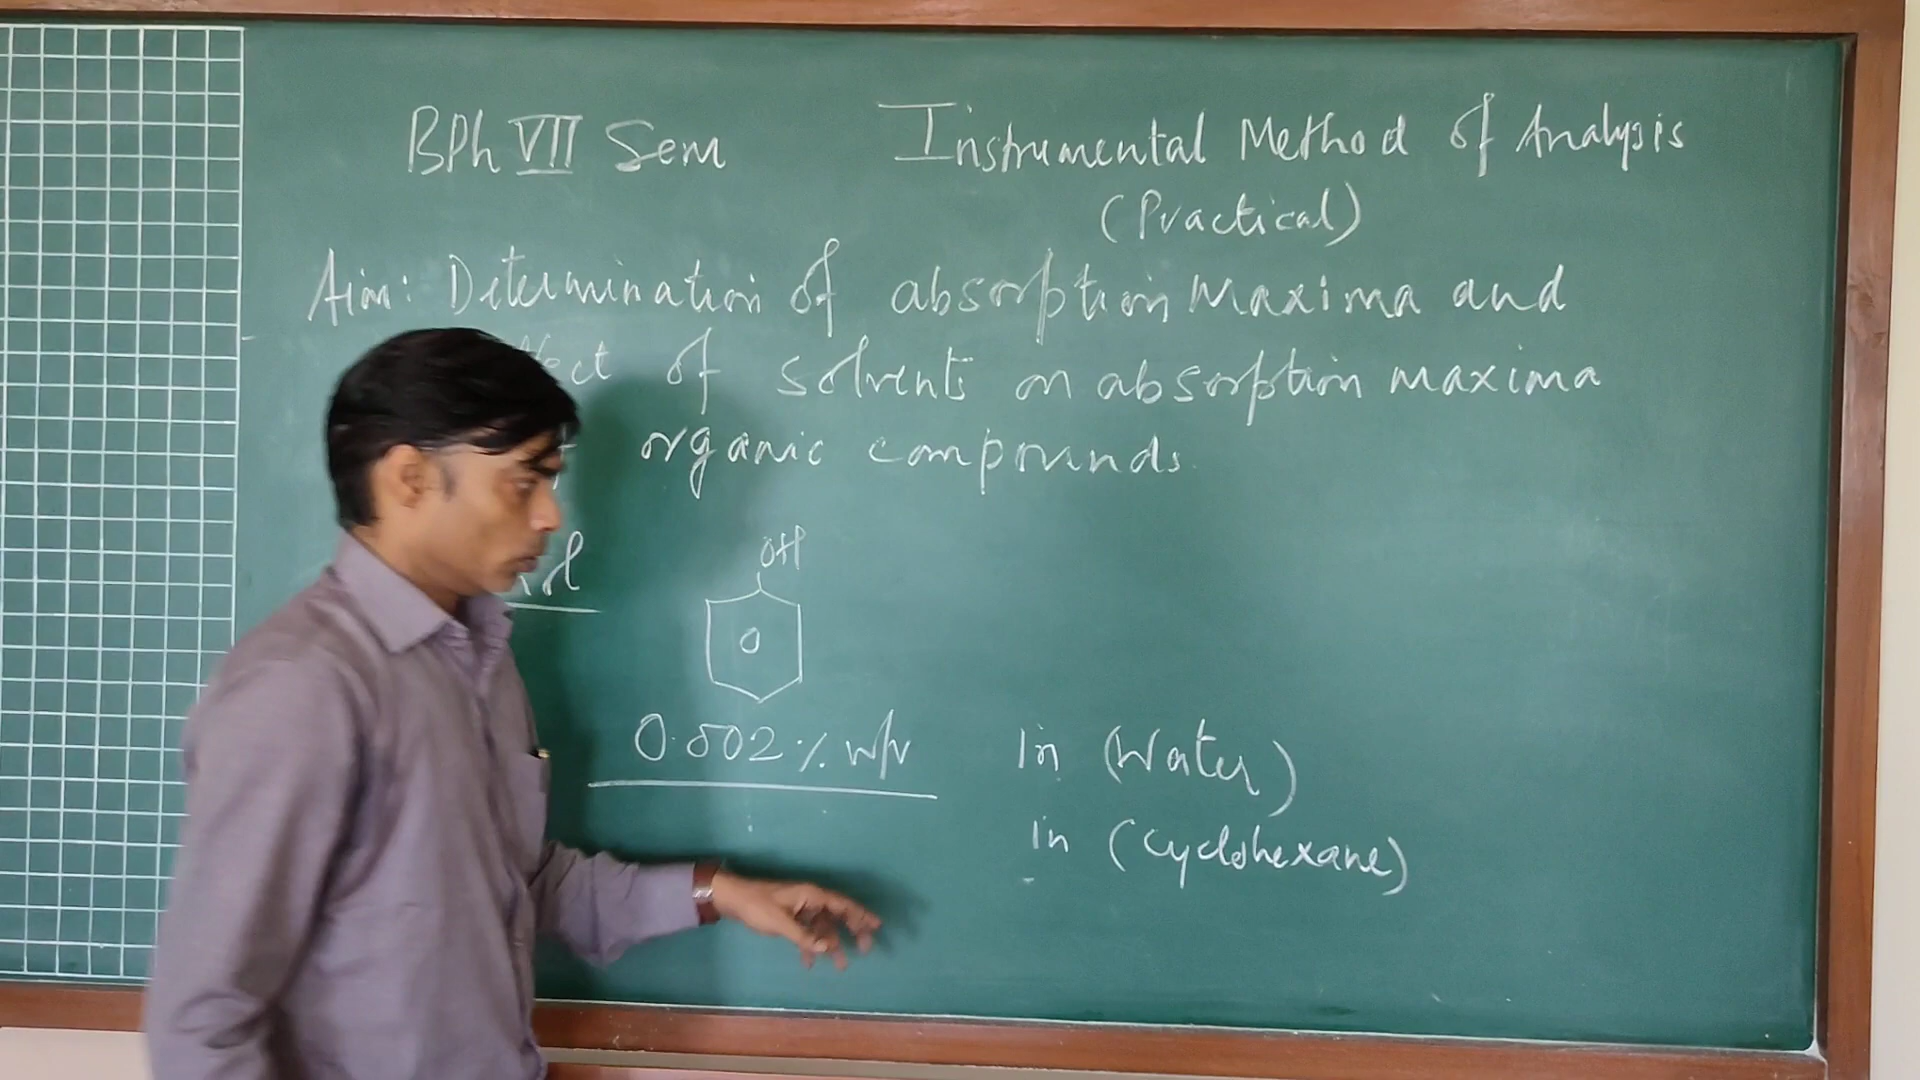 BPh VII Sem
Instrumental Method of Analysis
(Practical)
Aim: Determination of absorption maxima and
of solvents on absorption maxima
organic compounds.
OH
0.002% w/v
in (Water)
in (cyclohexane)